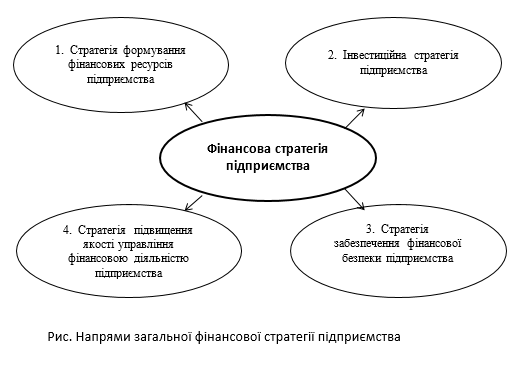 1. Стратегія формування
фінансових ресурсів
підприємства
2. Інвестиційна стратегія
підприємства
Фінансова стратегія
підприємства
4. Стратегія підвищення
якості управління
фінансовою діяльністю
підприємства
3. Стратегія
забезпечення фінансової
безпеки підприємства
Рис. Напрями загальної фінансової стратегії підприємства